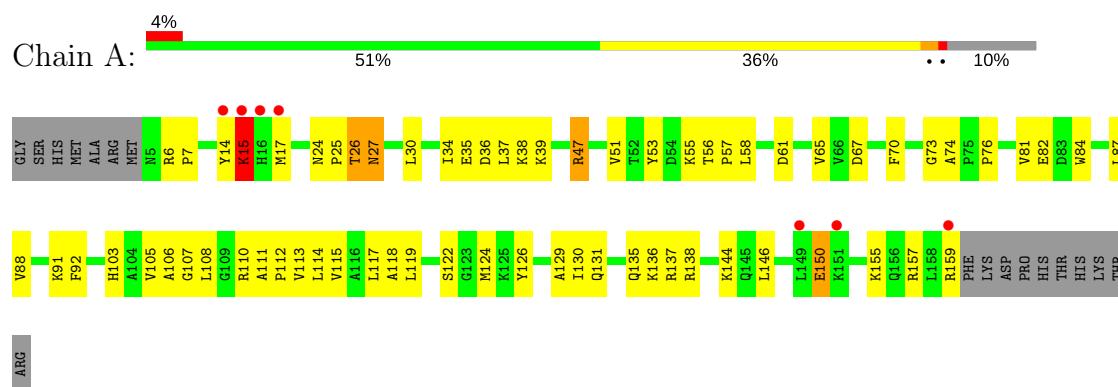 4%
Chain A:
51% 36% • • 10%
GLY SER HIS MET ALA ARG MET N5 R6 P7 Y14 K15 H16 M17 N24 P25 T26 N27 L30 I34 E35 D36 L37 K38 K39 R47 V51 T52 Y53 D54 K55 T56 P57 L58 D61 V65 V66 D67 F70 G73 A74 P75 P76 V81 E82 D83 W84 L87
V88 K91 F92 H103 A104 V105 A106 G107 L108 G109 R110 A111 P112 V113 L114 V115 A116 L117 A118 L119 S122 G123 M124 K125 Y126 A129 I130 Q131 Q135 K136 R137 R138 K144 Q145 L146 L149 E150 K151 K155 Q156 R157 L158 R159 PHE LYS ASP PRO HIS THR HIS LYS THR
ARG